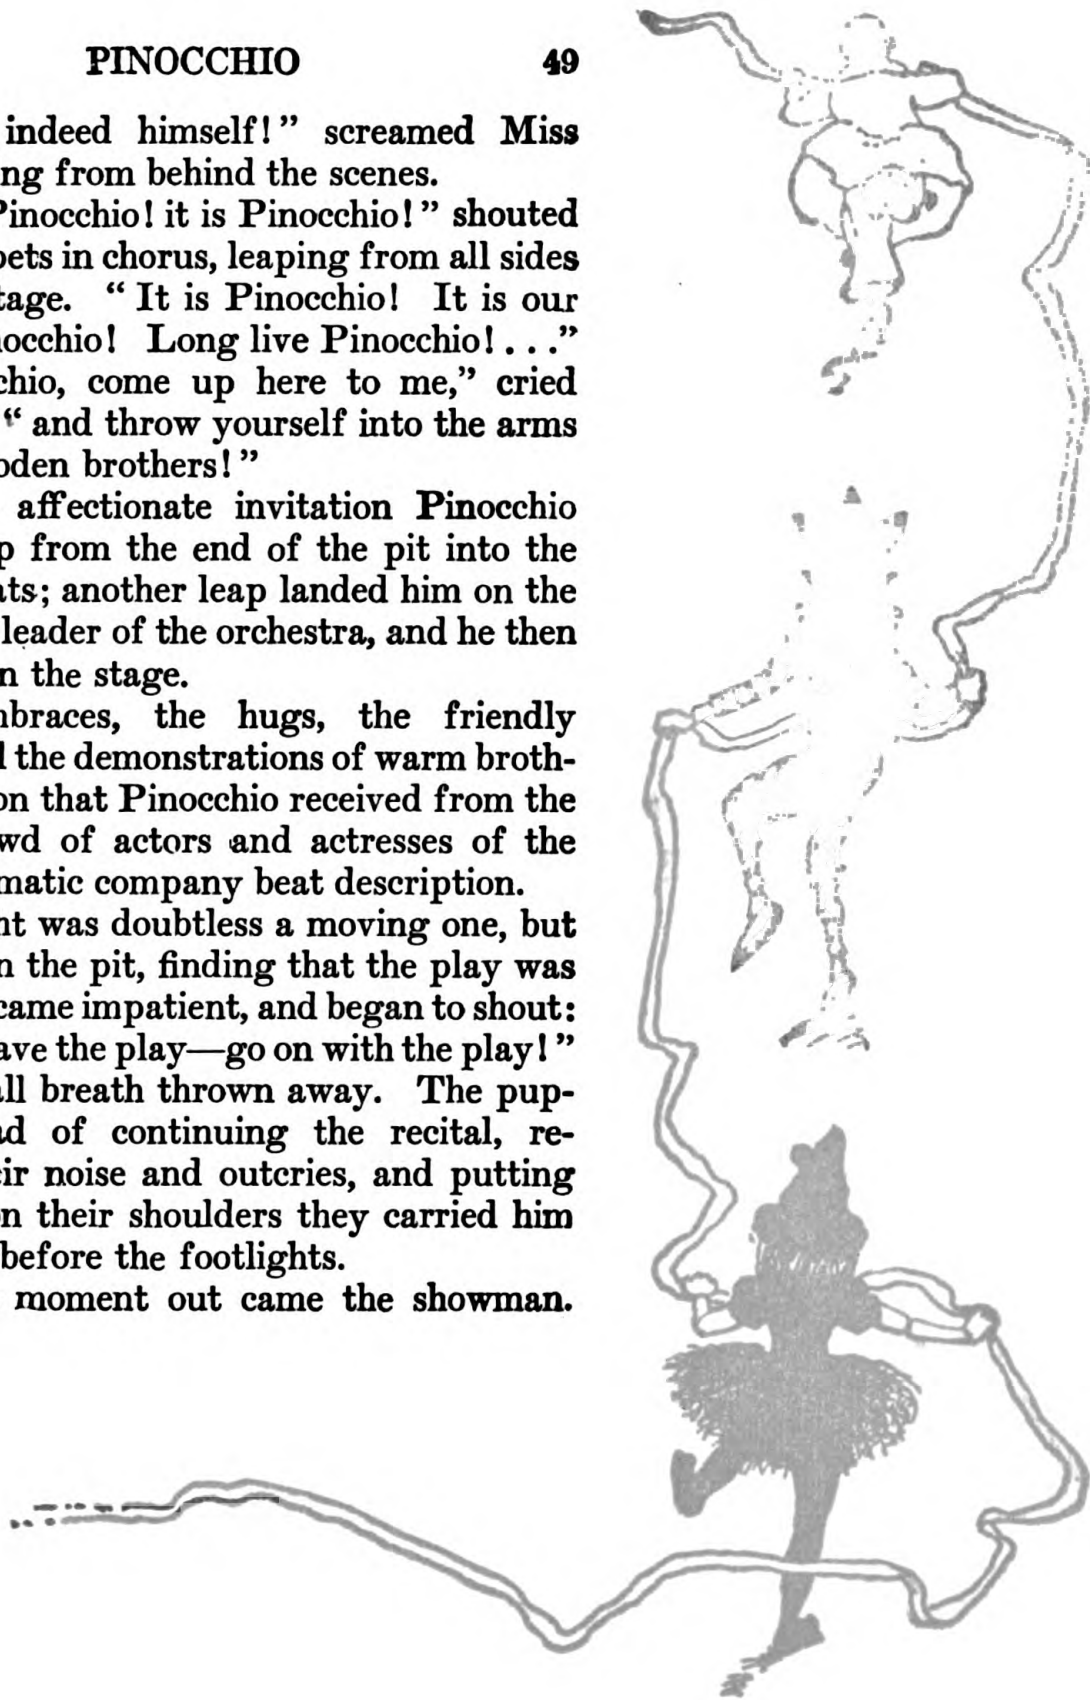 PINOCCHIO 49
indeed himself!” screamed Miss
ng from behind the scenes.
Pinocchio! it is Pinocchio!” shouted
pets in chorus, leaping from all sides
tage. “It is Pinocchio! It is our
nocchio! Long live Pinocchio!...”
chio, come up here to me,” cried
“and throw yourself into the arms
oden brothers!”
affectionate invitation Pinocchio
p from the end of the pit into the
ats; another leap landed him on the
leader of the orchestra, and he then
n the stage.
mbraces, the hugs, the friendly
d the demonstrations of warm broth-
on that Pinocchio received from the
wd of actors and actresses of the
matic company beat description.
ht was doubtless a moving one, but
n the pit, finding that the play was
came impatient, and began to shout:
ave the play—go on with the play!”
all breath thrown away. The pup-
ad of continuing the recital, re-
eir noise and outcries, and putting
on their shoulders they carried him
before the footlights.
moment out came the showman.